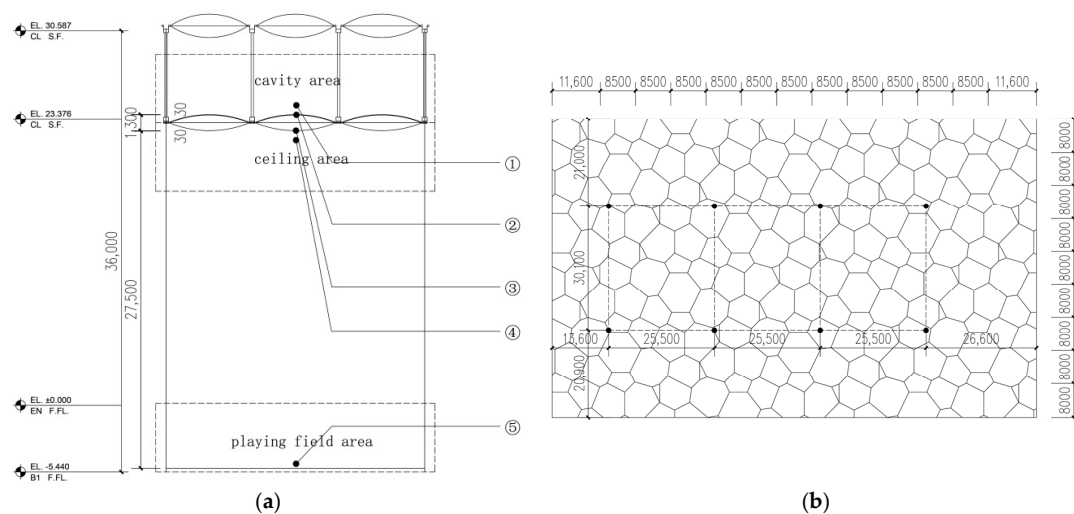 EL. 30.587
CL S.F.
cavity area
EL. 23.376
CL S.F.
1,300
30
30
ceiling area
①
②
③
④
36,000
27,500
EL. ±0.000
EN F.FL.
playing field area
⑤
EL. -5.440
B1 F.FL.
(a)
11,600 8500 8500 8500 8500 8500 8500 8500 8500 8500 8500 11,600
21,000
30,100
20,900
13,600 25,500 25,500 25,500 26,600
8000
8000
8000
8000
8000
8000
8000
8000
8000
(b)